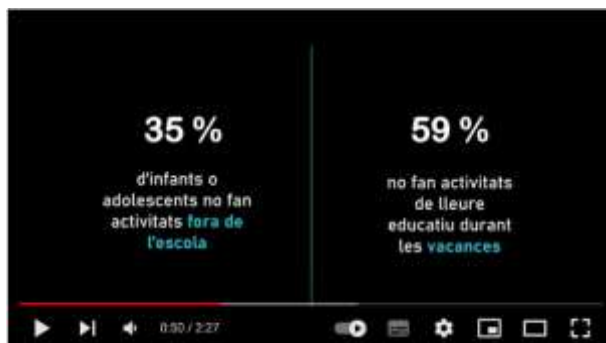 35 %
d'infants o
adolescents no fan
activitats fora de
l'escola
59 %
no fan activitats
de lleure
educatiu durant
les vacances
0:50 / 2:27